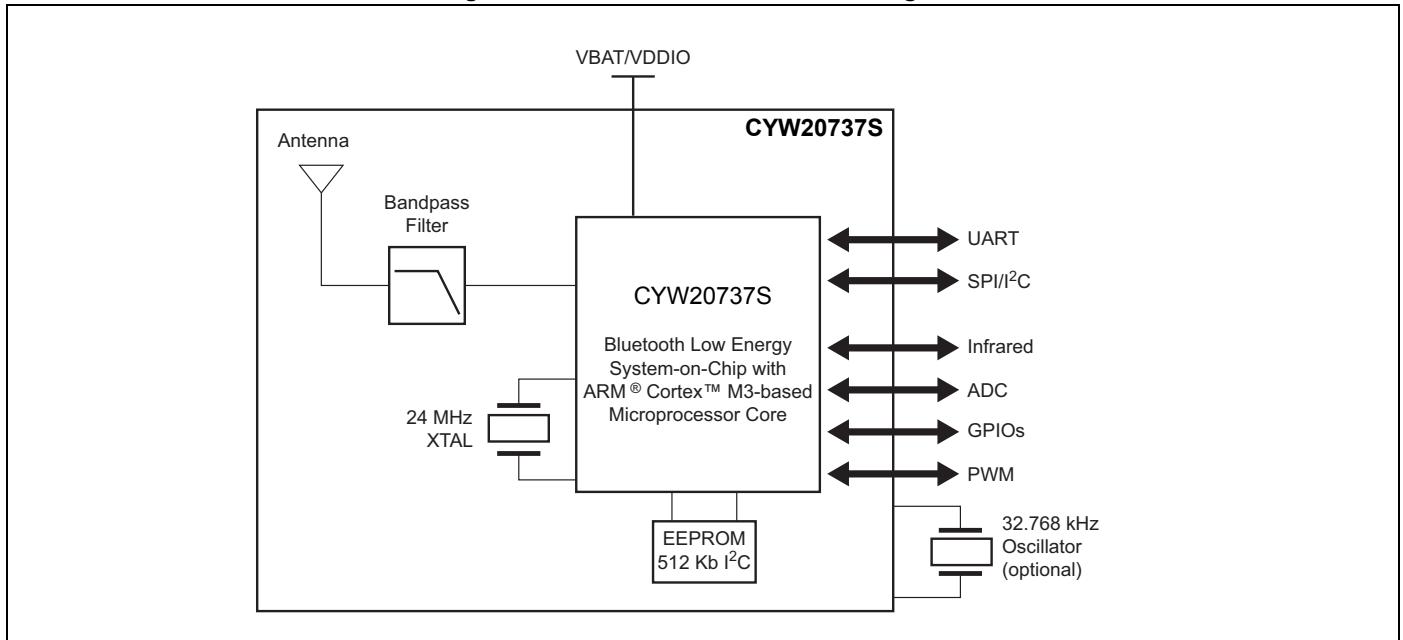 VBAT/VDDIO
CYW20737S
Antenna
Bandpass
Filter
CYW20737S
Bluetooth Low Energy
System-on-Chip with
ARM ® Cortex™ M3-based
Microprocessor Core
24 MHz
XTAL
EEPROM
512 Kb I²C
UART
SPI/I²C
Infrared
ADC
GPIOs
PWM
32.768 kHz
Oscillator
(optional)